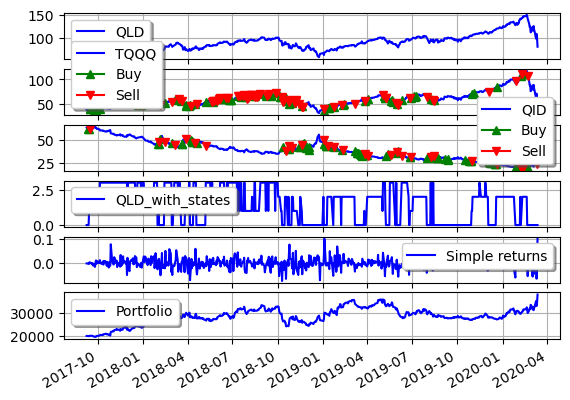 150
100
QLD
TQQQ
Buy
Sell
100
50
QID
Buy
Sell
50
25
2.5
0.0
QLD_with_states
0.1
0.0
Simple returns
30000
20000
Portfolio
2017-10
2018-01
2018-04
2018-07
2018-10
2019-01
2019-04
2019-07
2019-10
2020-01
2020-04